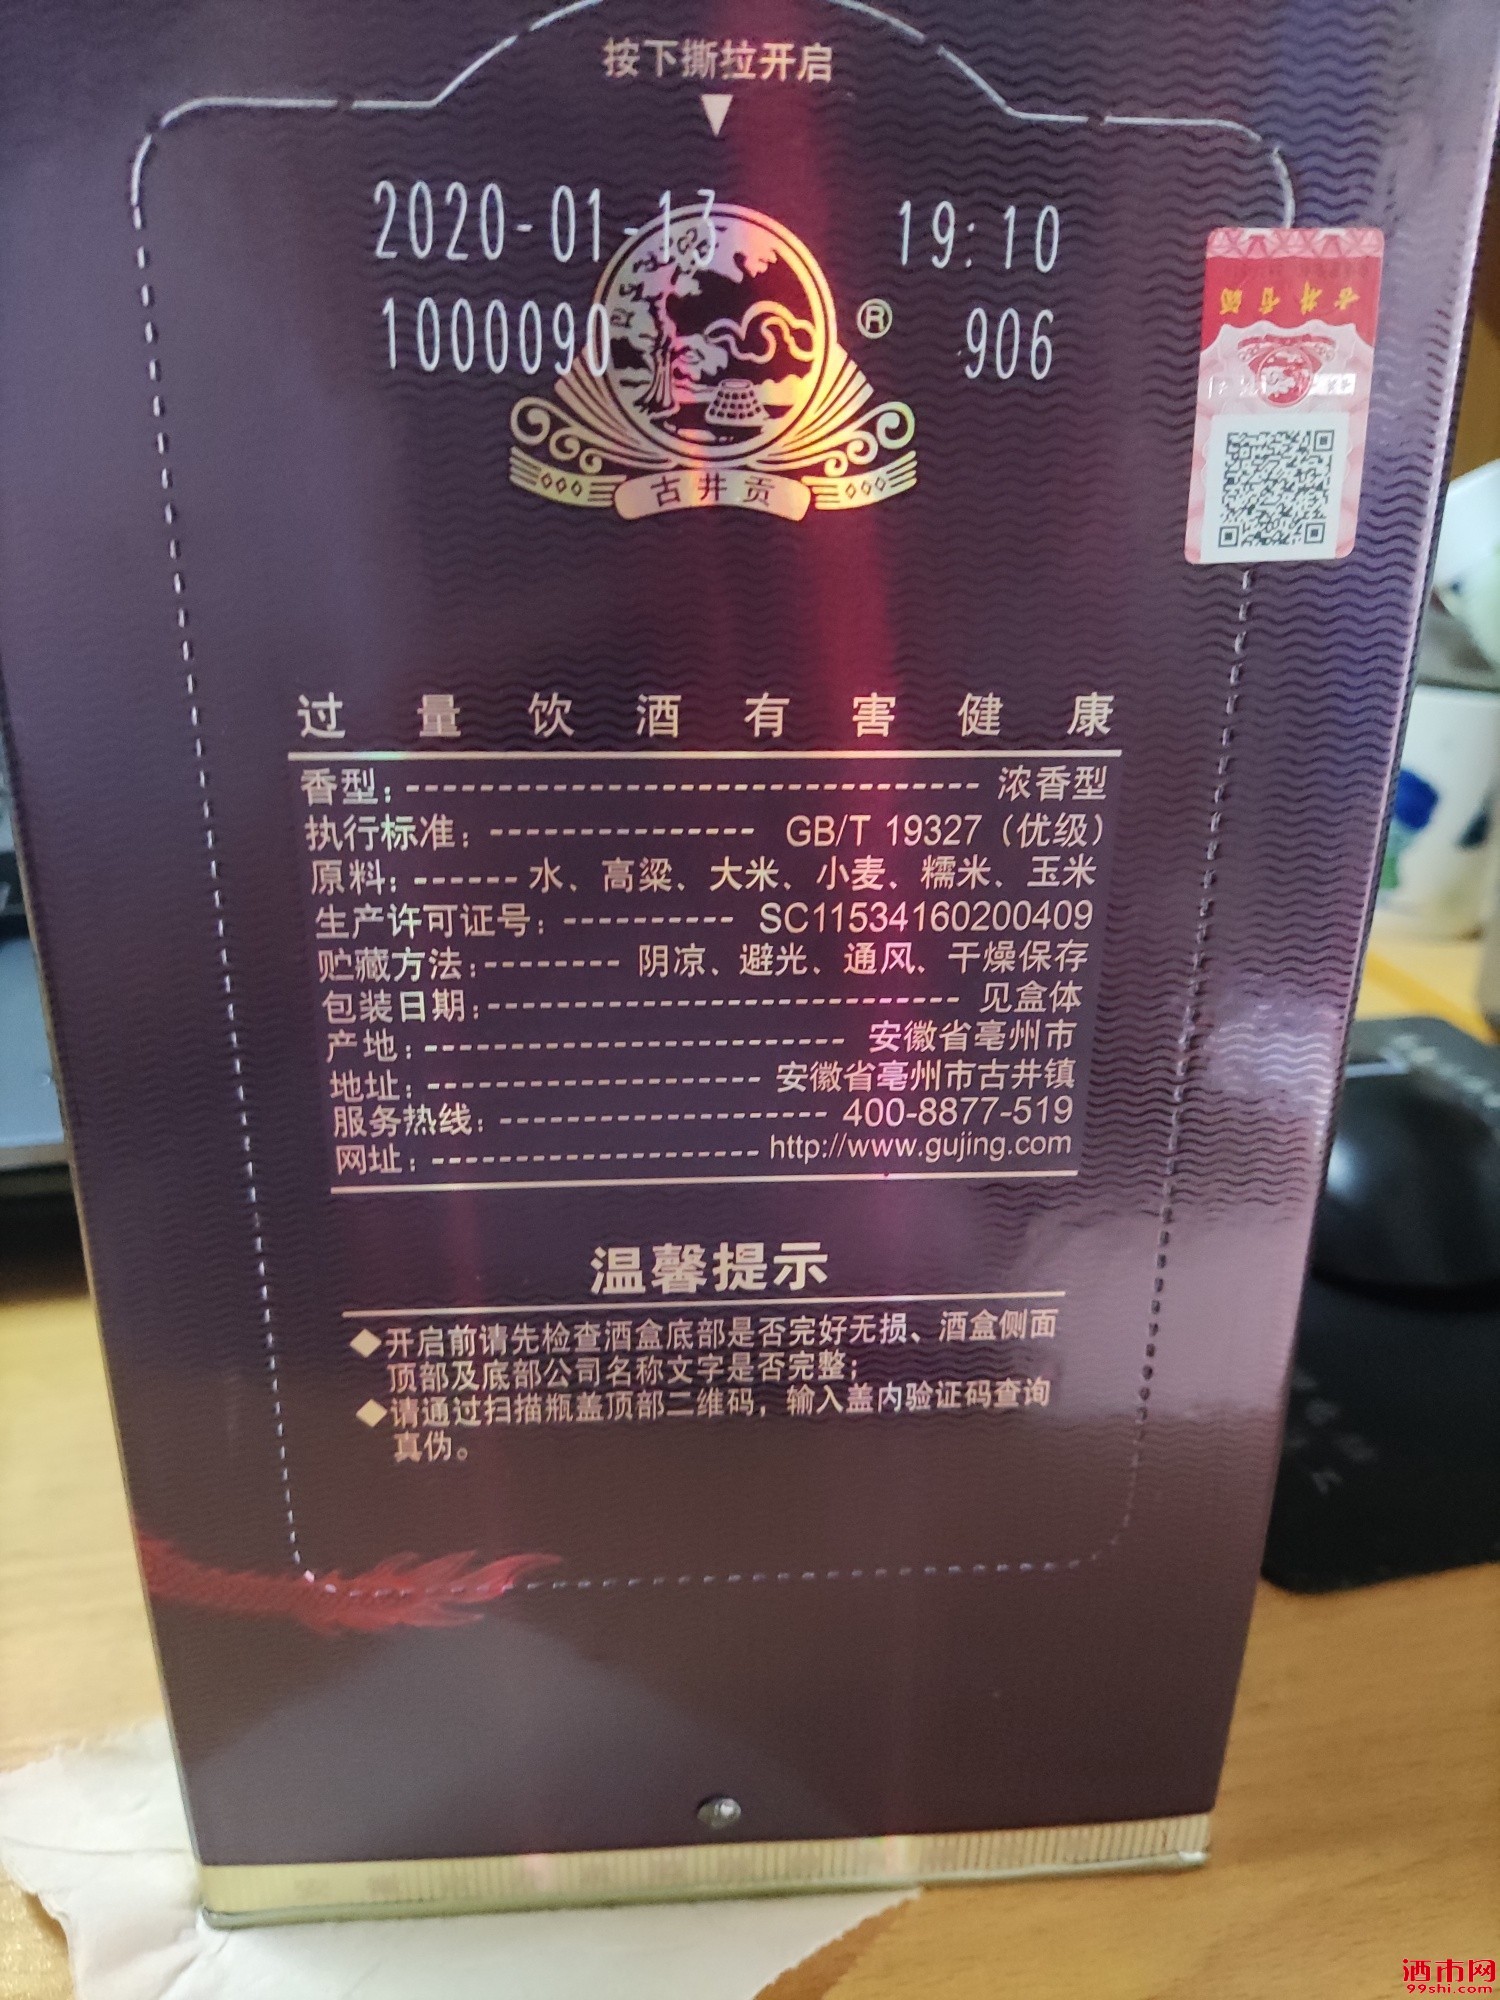 按下撕拉开启
2020-01-13 19:10
1000090 ® 906
古井贡
过量饮酒有害健康
香型:------------------------------- 浓香型
执行标准:--------------- GB/T 19327（优级）
原料:------水、高粱、大米、小麦、糯米、玉米
生产许可证号:---------- SC11534160200409
贮藏方法:-------- 阴凉、避光、通风、干燥保存
包装日期:--------------------------- 见盒体
产地:------------------------ 安徽省亳州市
地址:-------------------- 安徽省亳州市古井镇
服务热线:-------------------- 400-8877-519
网址:-------------------- http://www.gujing.com
温馨提示
◆开启前请先检查酒盒底部是否完好无损、酒盒侧面
顶部及底部公司名称文字是否完整;
◆请通过扫描瓶盖顶部二维码，输入盖内验证码查询
真伪。
酒市网
99shi.com